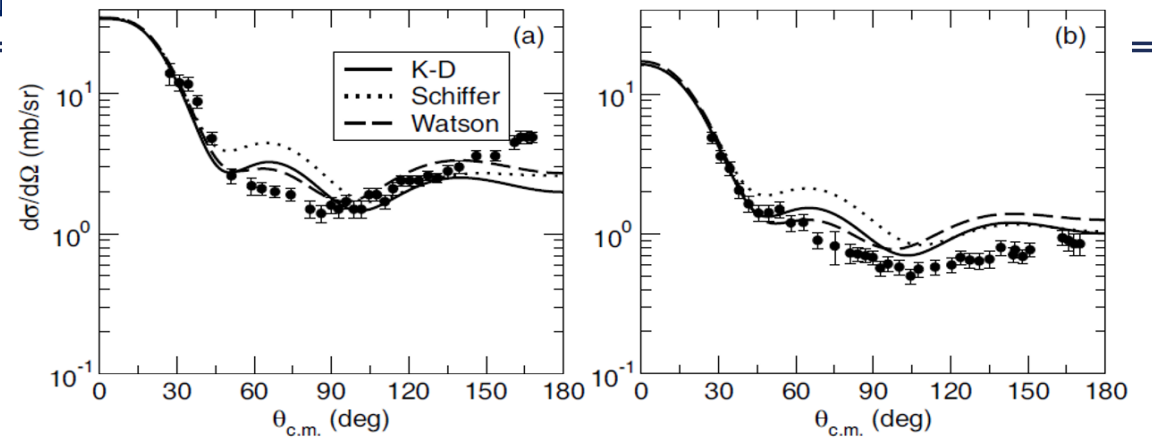 (a)
K-D
Schiffer
Watson
dσ/dΩ (mb/sr)
10¹
10⁰
10⁻¹
0 30 60 90 120 150 180
θc.m. (deg)
(b)
10¹
10⁰
10⁻¹
0 30 60 90 120 150 180
θc.m. (deg)